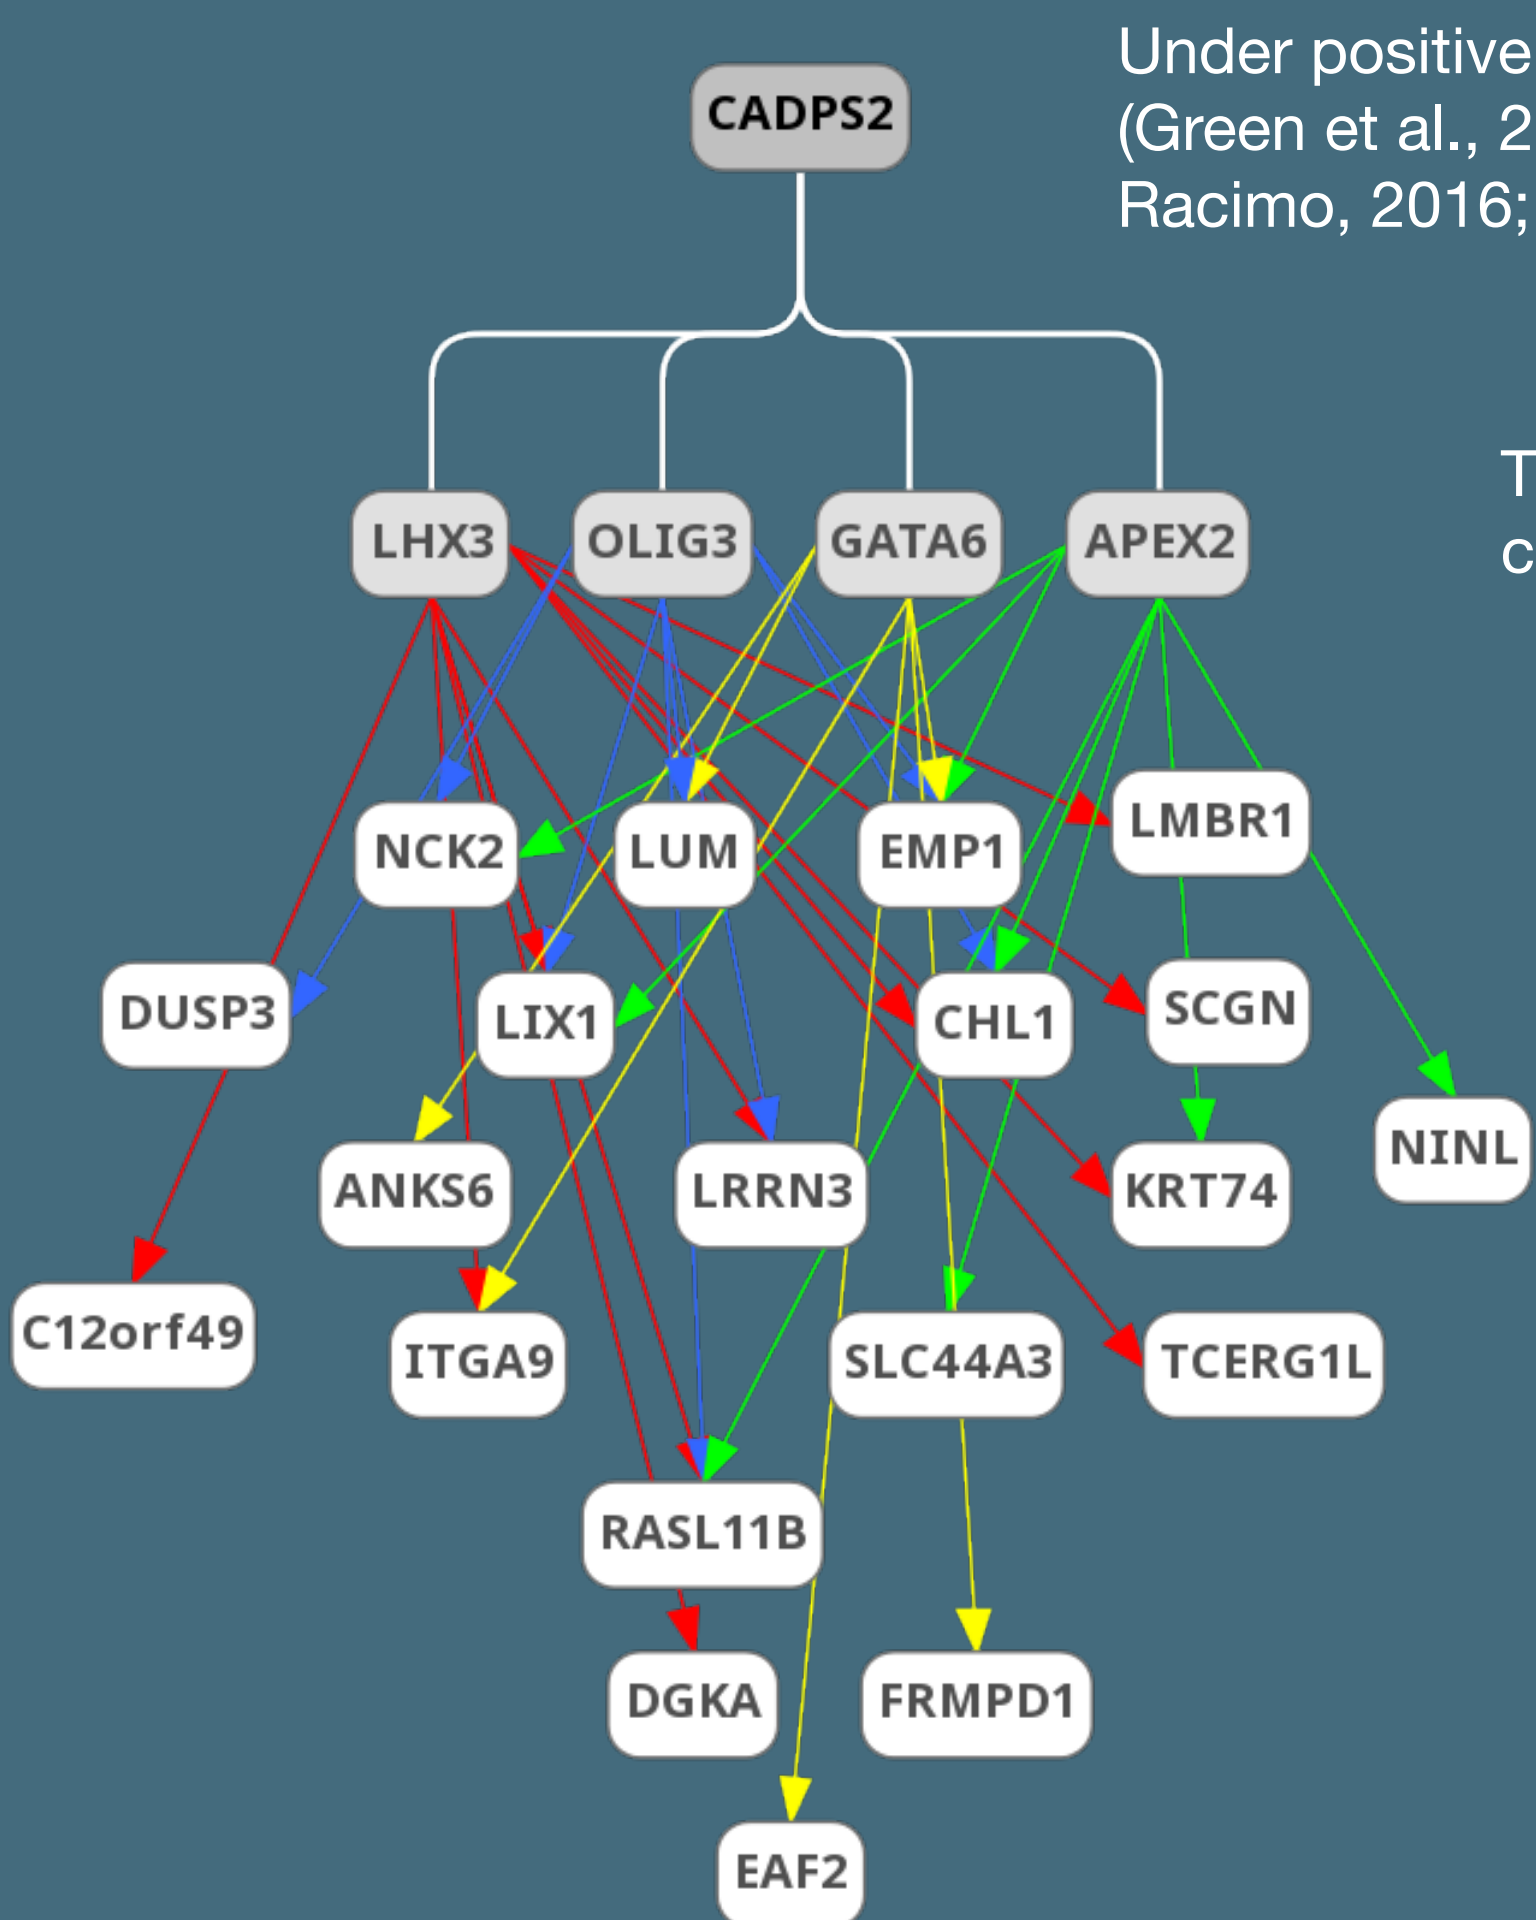 Under positive
(Green et al., 2
Racimo, 2016;
CADPS2
T
c
LHX3 OLIG3 GATA6 APEX2
NCK2 LUM EMP1 LMBR1
DUSP3 LIX1 CHL1 SCGN
ANKS6 LRRN3 KRT74 NINL
C12orf49 ITGA9 SLC44A3 TCERG1L
RASL11B
DGKA FRMPD1
EAF2